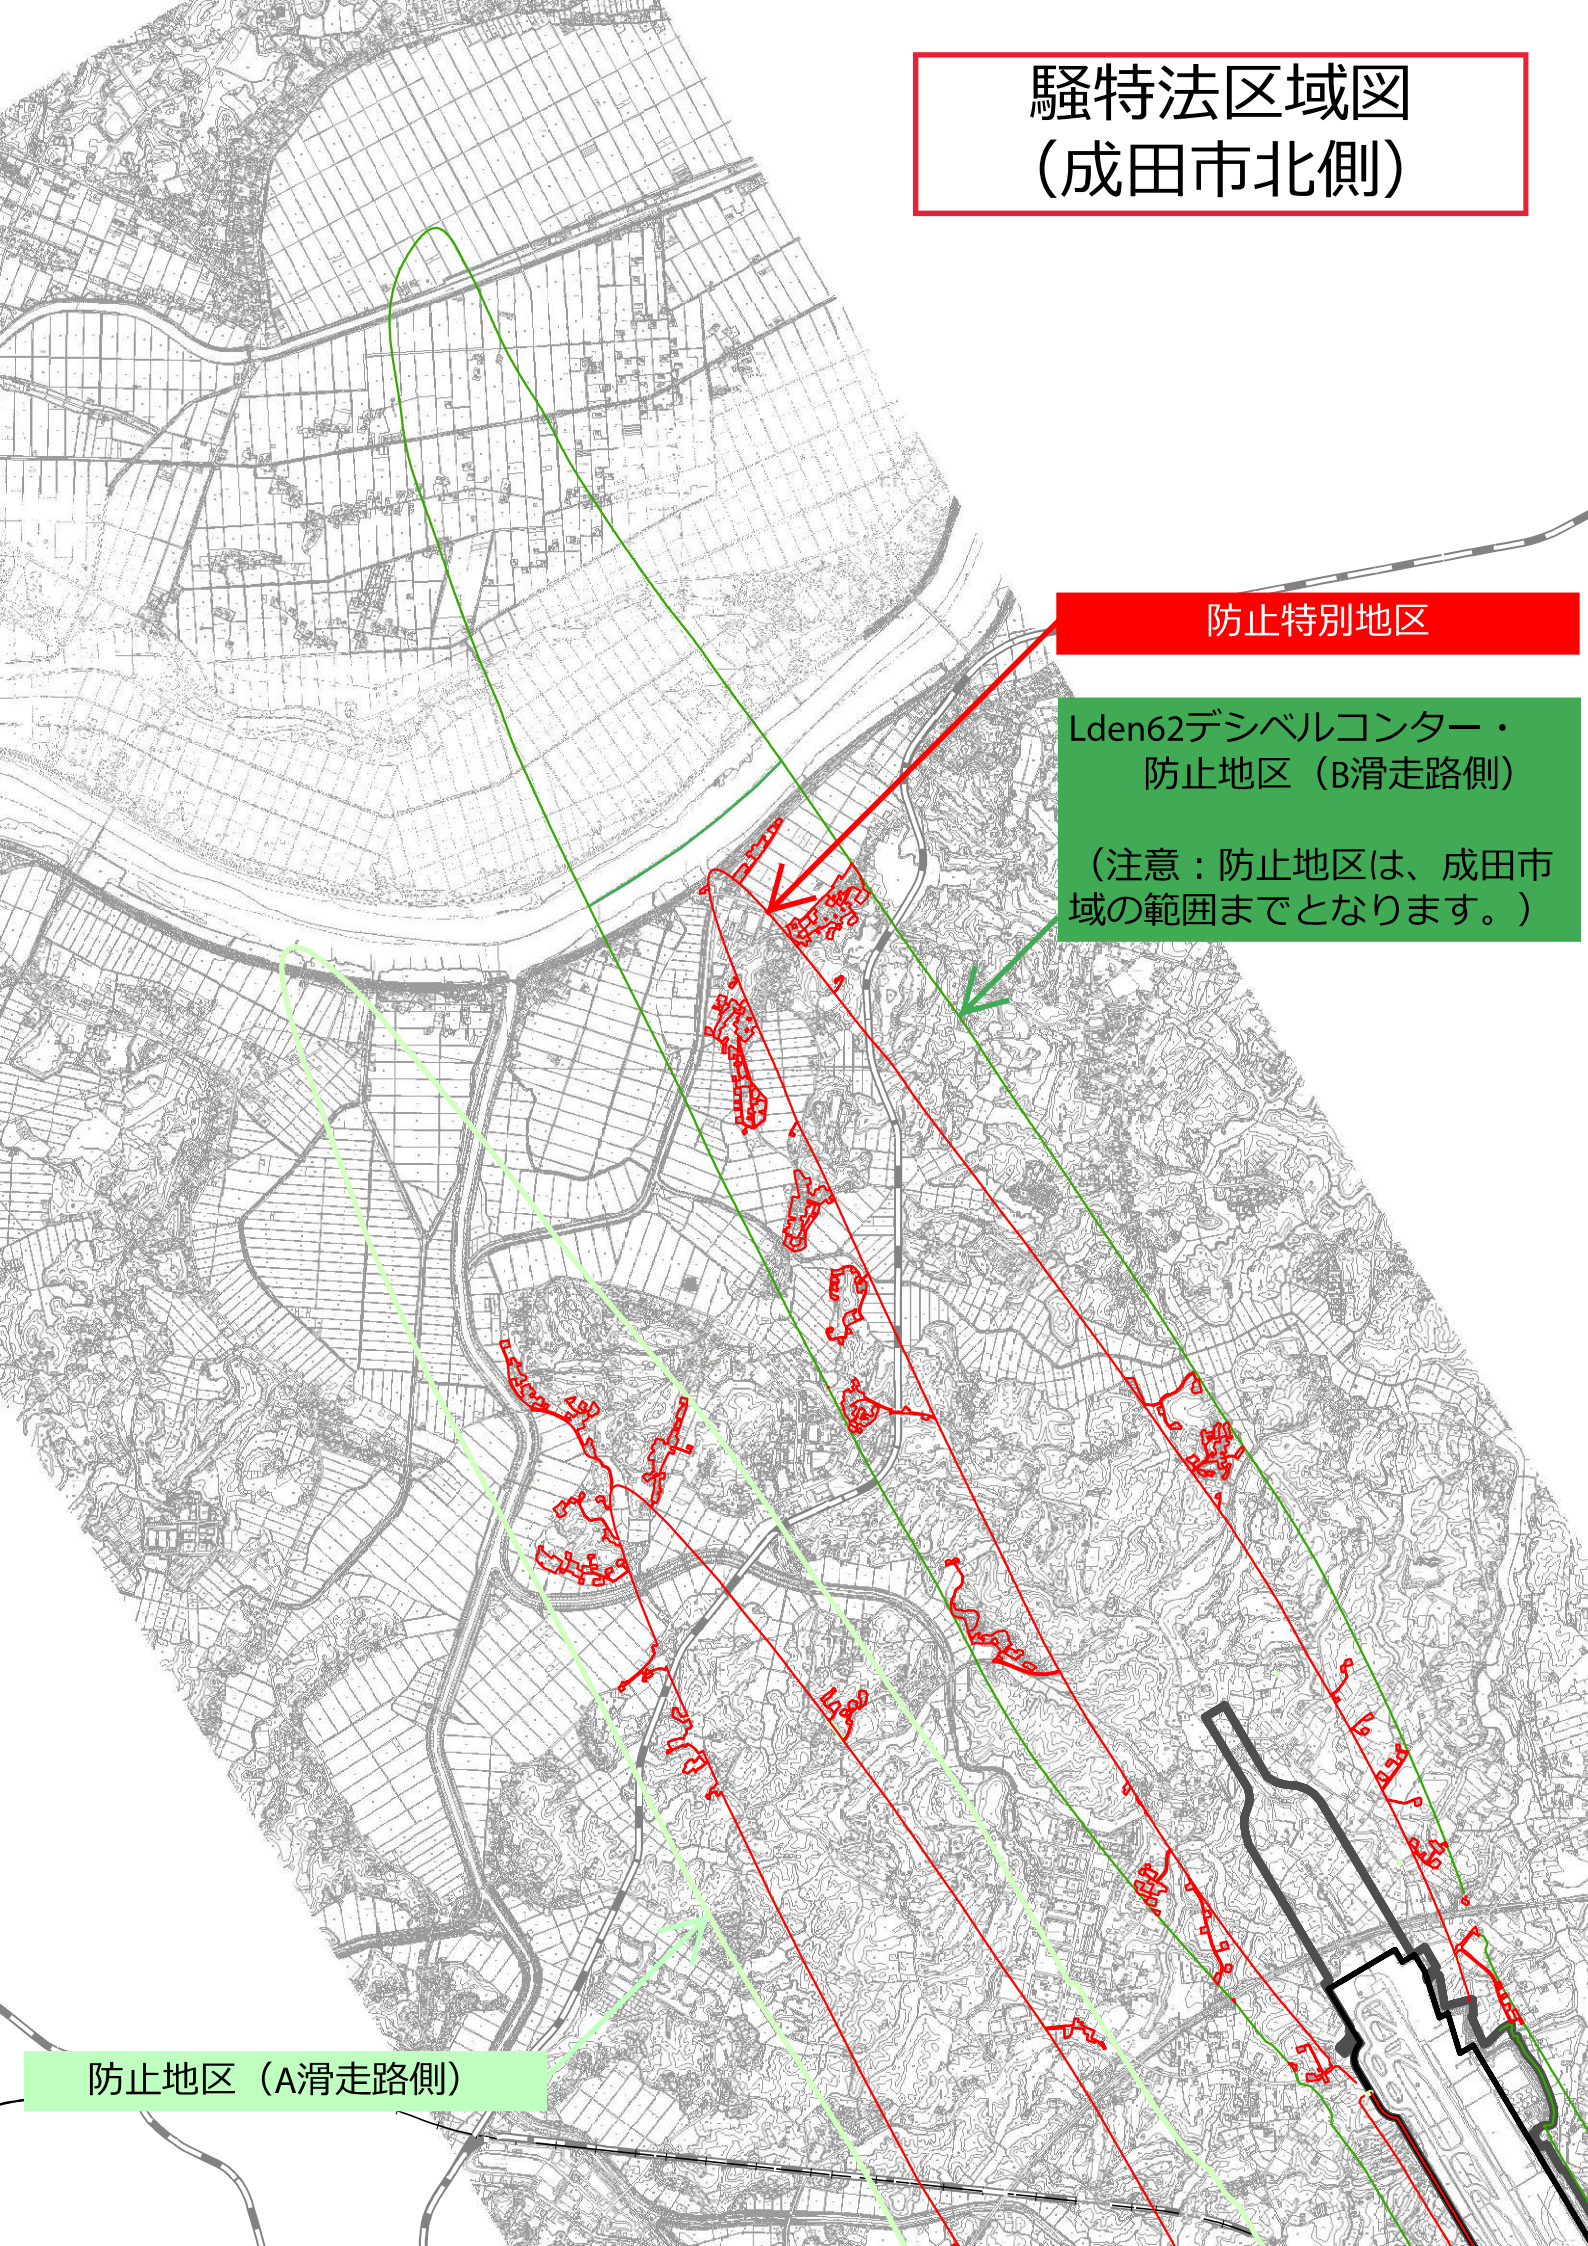 騒特法区域図
（成田市北側）
防止特別地区
Lden62デシベルコンター・
防止地区（B滑走路側）
（注意：防止地区は、成田市
域の範囲までとなります。）
防止地区（A滑走路側）